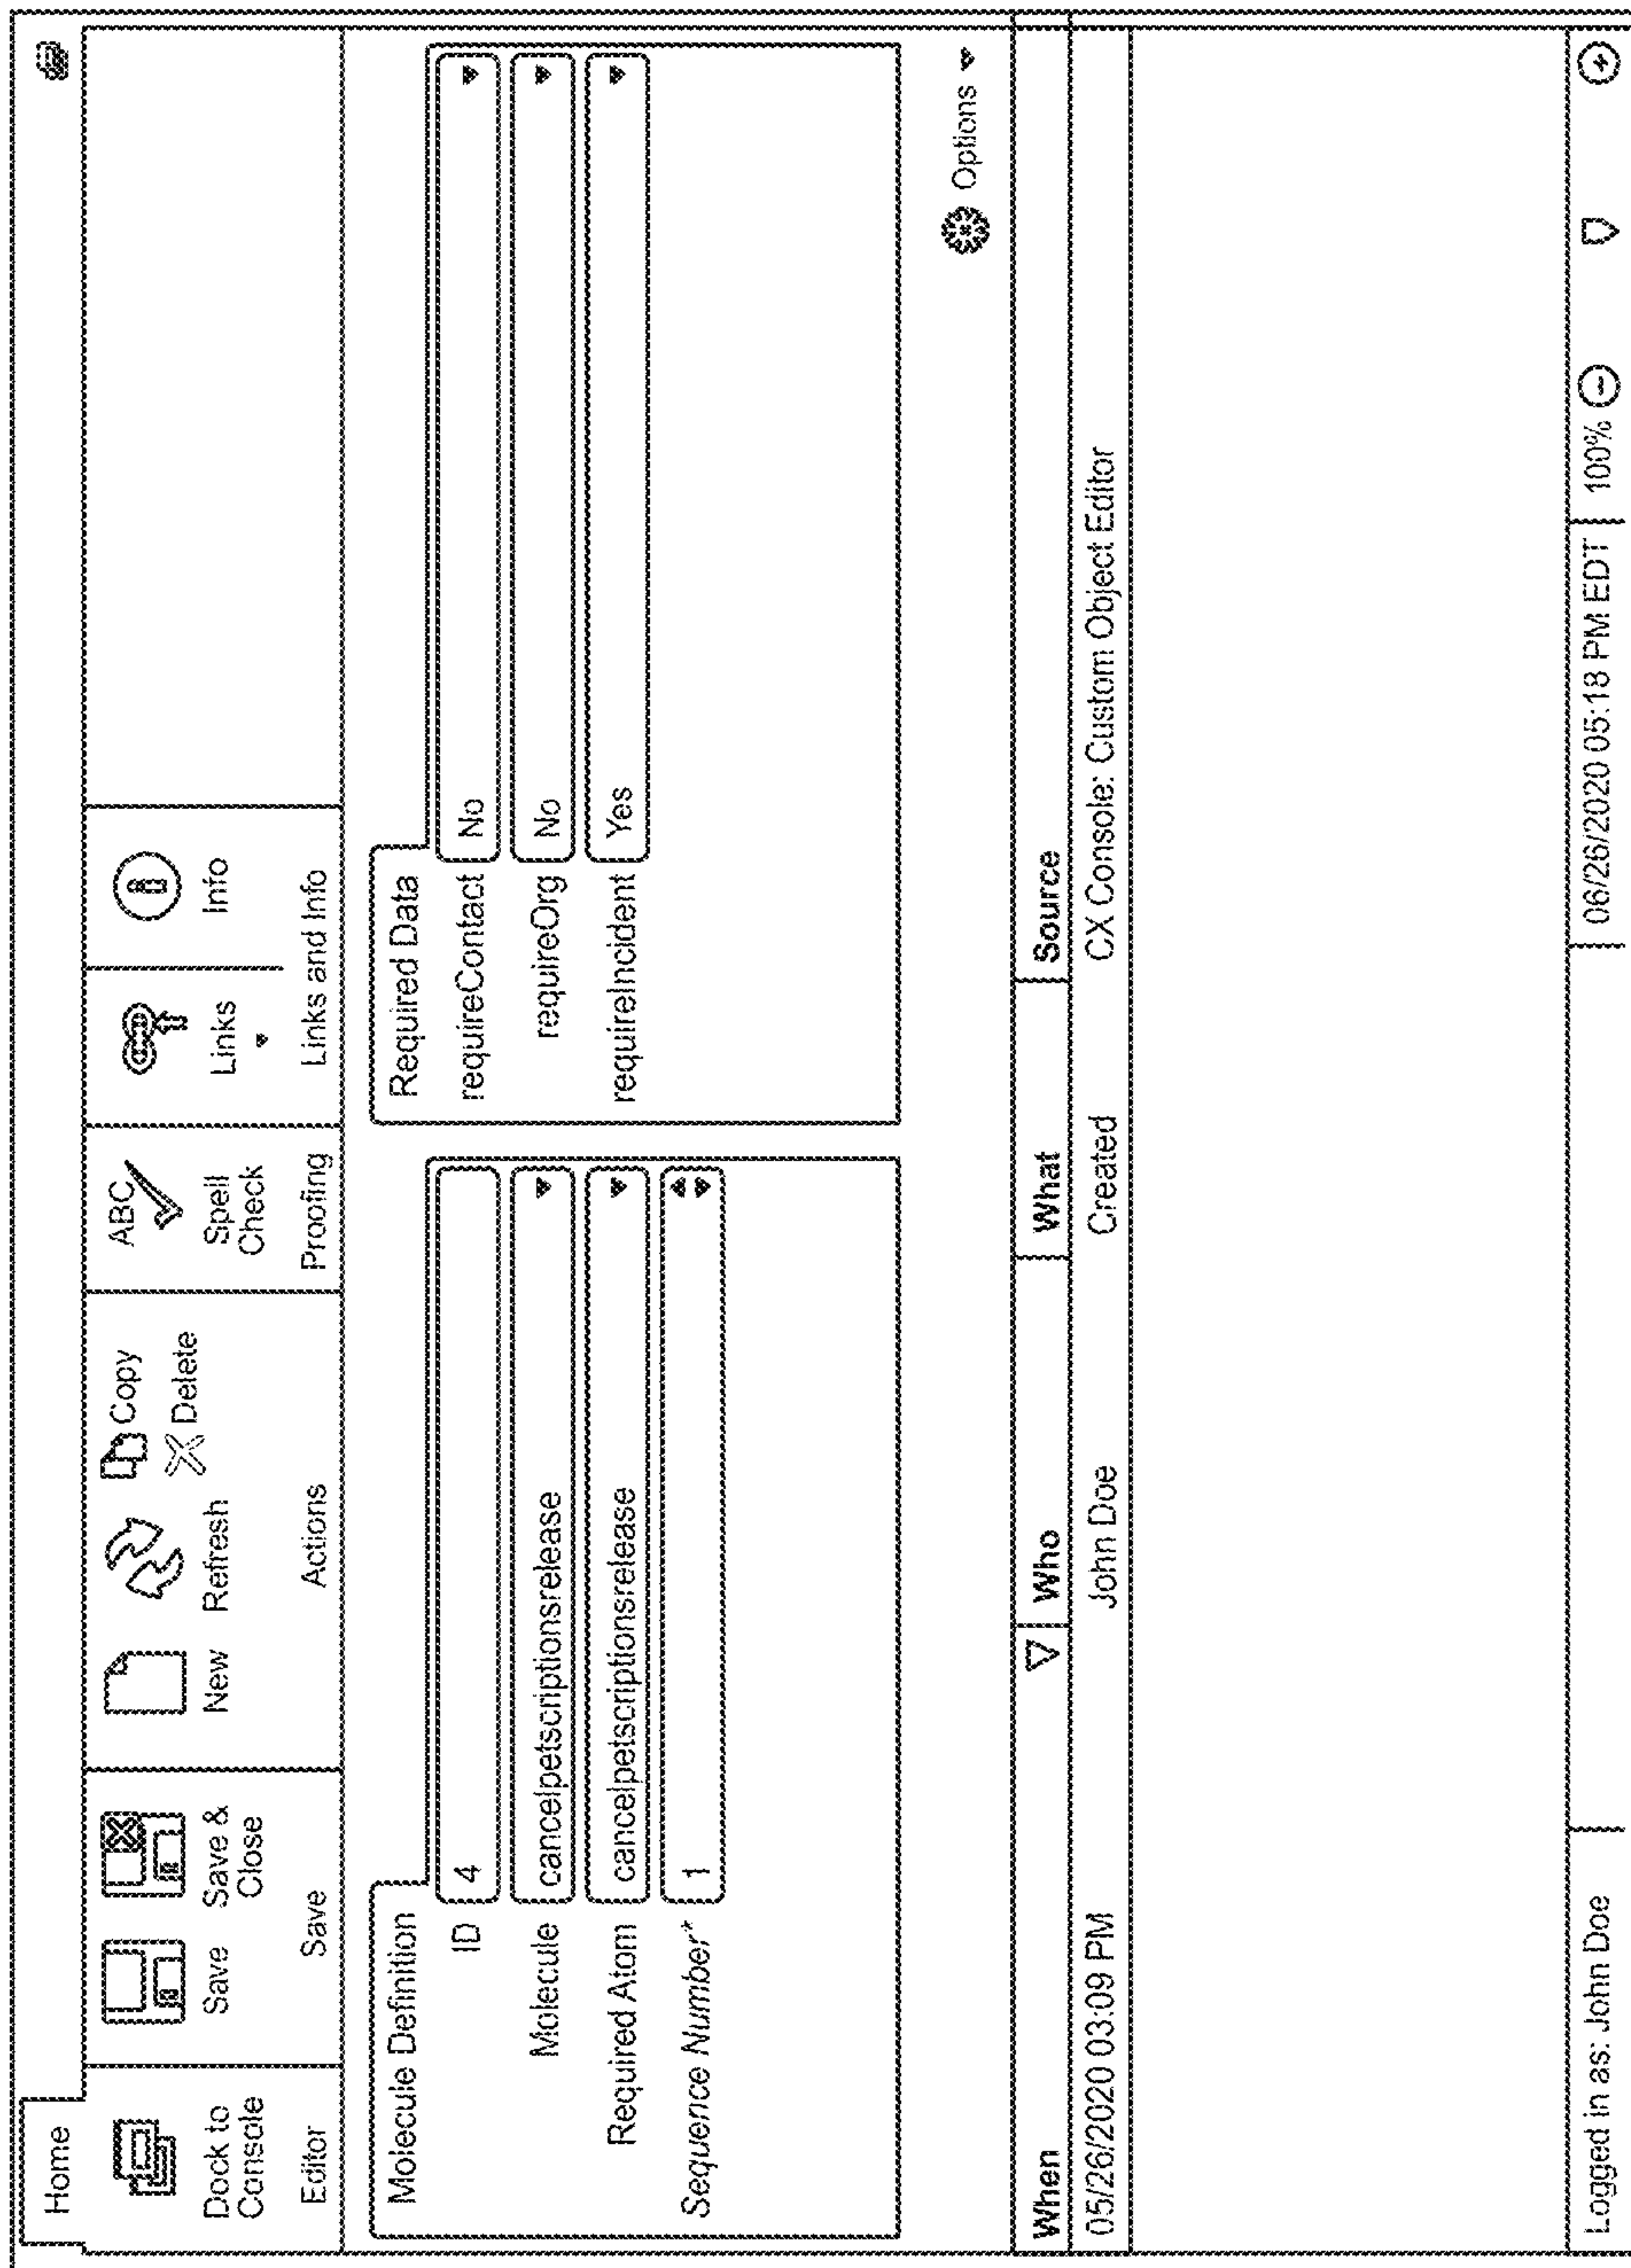 Home
Dock to
Console
Editor
Save
Save &
Close
Save
New
Refresh
Copy
Delete
Actions
ABC
Spell
Check
Proofing
Links
Info
Links and Info
Molecule Definition
ID 4
Molecule cancelpetscriptionsrelease
Required Atom cancelpetscriptionsrelease
Sequence Number* 1
Required Data
requireContact No
requireOrg No
requireIncident Yes
Options
When Who What Source
05/26/2020 03:09 PM John Doe Created CX Console: Custom Object Editor
Logged in as: John Doe 06/26/2020 05:18 PM EDT 100%